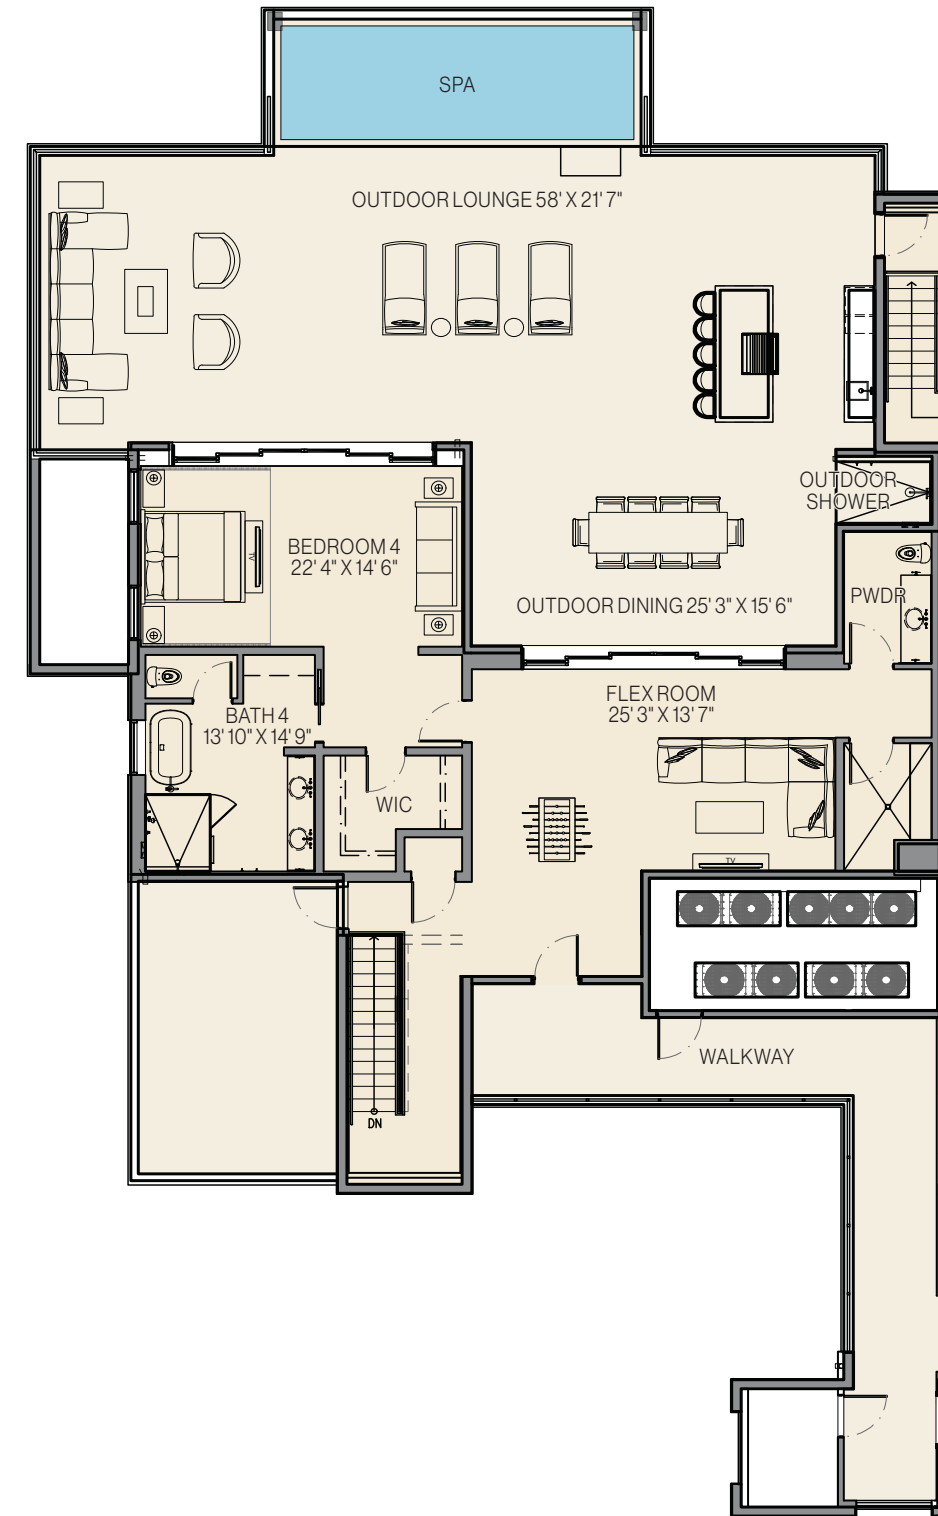 SPA
OUTDOOR LOUNGE 58' X 21' 7"
OUTDOOR
SHOWER
BEDROOM 4
22' 4" X 14' 6"
TV
PWDR
OUTDOOR DINING 25' 3" X 15' 6"
FLEX ROOM
25' 3" X 13' 7"
BATH 4
13' 10" X 14' 9"
WIC
TV
WALKWAY
DN